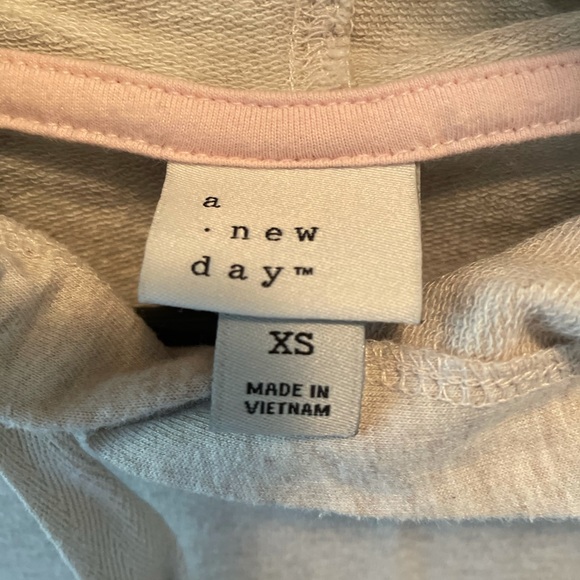 a
· new
day™
XS
MADE IN
VIETNAM